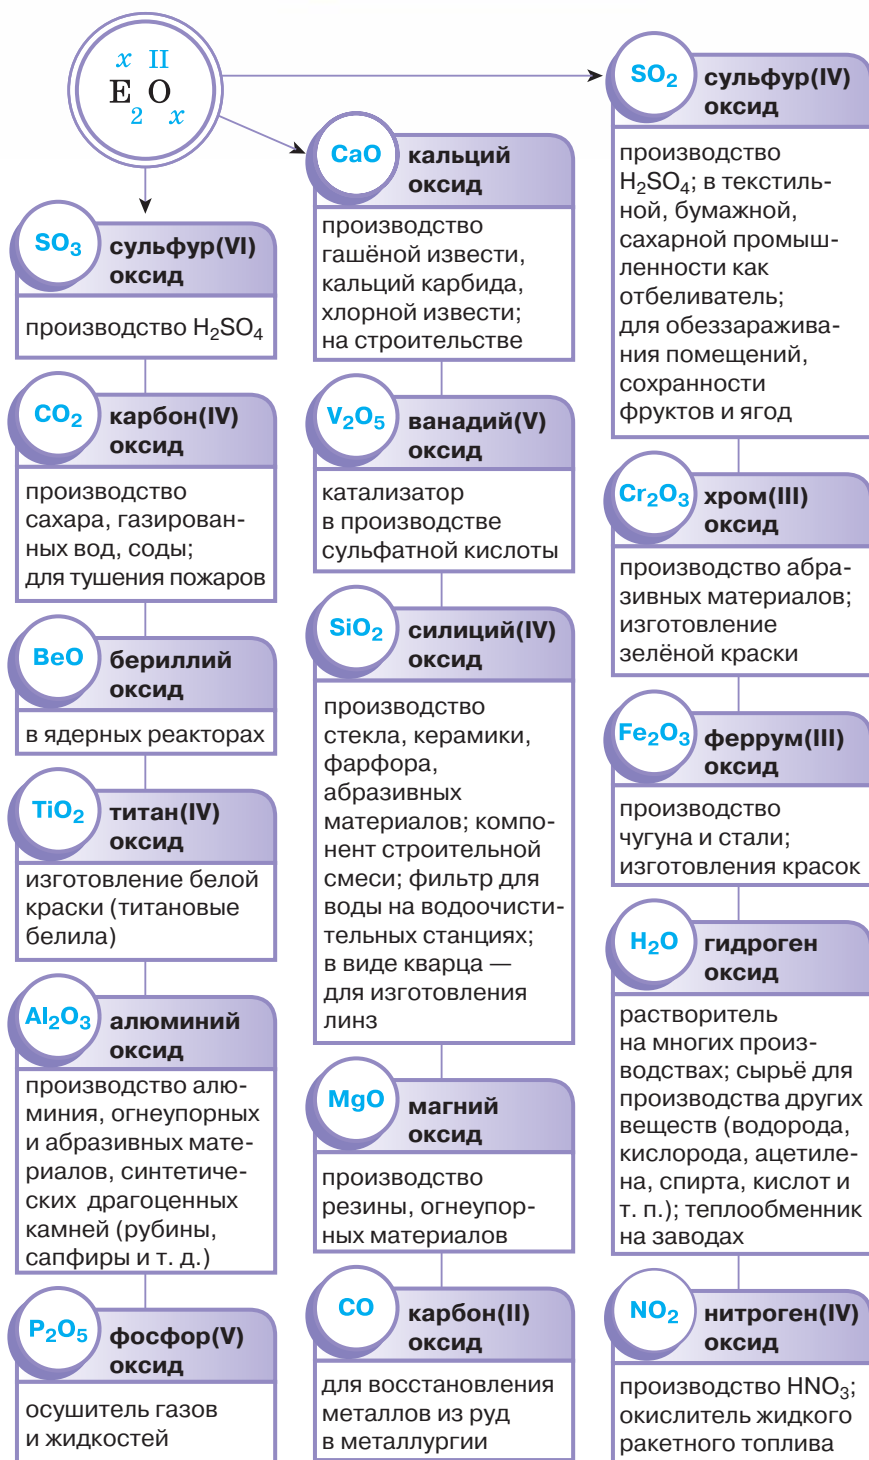 x II
E₂Oₓ
SO₃ сульфур(VI)
оксид
производство H₂SO₄
CO₂ карбон(IV)
оксид
производство
сахара, газирован-
ных вод, соды;
для тушения пожаров
BeO бериллий
оксид
в ядерных реакторах
TiO₂ титан(IV)
оксид
изготовление белой
краски (титановые
белила)
Al₂O₃ алюминий
оксид
производство алю-
миния, огнеупорных
и абразивных мате-
риалов, синтетиче-
ских драгоценных
камней (рубины,
сапфиры и т. д.)
P₂O₅ фосфор(V)
оксид
осушитель газов
и жидкостей
CaO кальций
оксид
производство
гашёной извести,
кальций карбида,
хлорной извести;
на строительстве
V₂O₅ ванадий(V)
оксид
катализатор
в производстве
сульфатной кислоты
SiO₂ силиций(IV)
оксид
производство
стекла, керамики,
фарфора,
абразивных
материалов; компо-
нент строительной
смеси; фильтр для
воды на водоочисти-
тельных станциях;
в виде кварца —
для изготовления
линз
MgO магний
оксид
производство
резины, огнеупор-
ных материалов
CO карбон(II)
оксид
для восстановления
металлов из руд
в металлургии
SO₂ сульфур(IV)
оксид
производство
H₂SO₄; в текстиль-
ной, бумажной,
сахарной промыш-
ленности как
отбеливатель;
для обеззаражива-
ния помещений,
сохранности
фруктов и ягод
Cr₂O₃ хром(III)
оксид
производство абра-
зивных материалов;
изготовление
зелёной краски
Fe₂O₃ феррум(III)
оксид
производство
чугуна и стали;
изготовления красок
H₂O гидроген
оксид
растворитель
на многих произ-
водствах; сырьё для
производства других
веществ (водорода,
кислорода, ацетиле-
на, спирта, кислот и
т. п.); теплообменник
на заводах
NO₂ нитроген(IV)
оксид
производство HNO₃;
окислитель жидкого
ракетного топлива